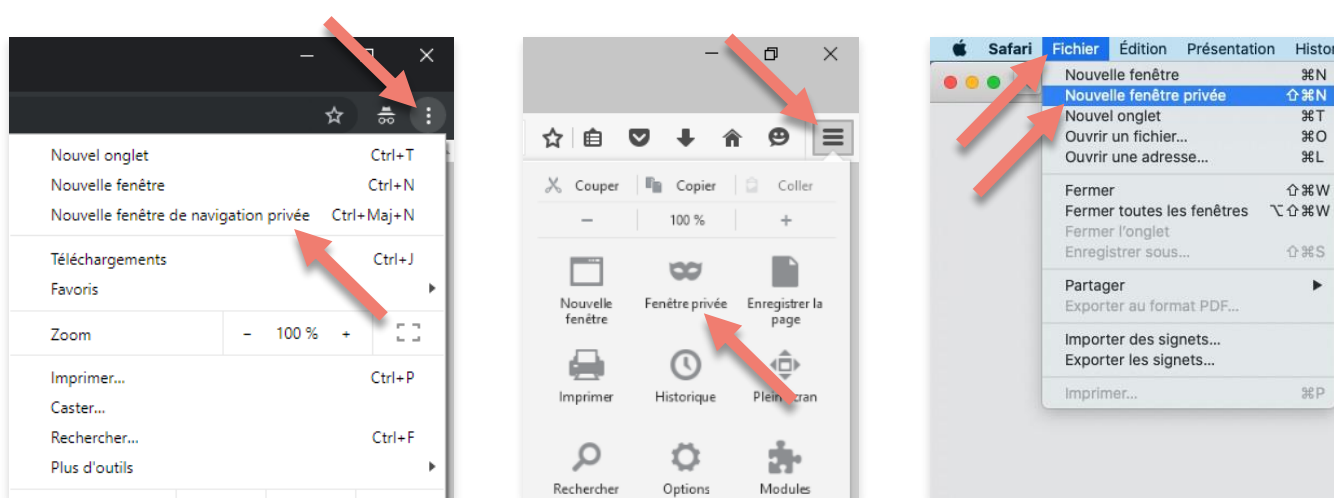 Nouvel onglet Ctrl+T
Nouvelle fenêtre Ctrl+N
Nouvelle fenêtre de navigation privée Ctrl+Maj+N
Téléchargements Ctrl+J
Favoris
Zoom - 100 % +
Imprimer... Ctrl+P
Caster...
Rechercher... Ctrl+F
Plus d'outils
Couper Copier Coller
− 100 % +
Nouvelle fenêtre
Fenêtre privée
Enregistrer la page
Imprimer Historique
Rechercher Options Modules
Safari Fichier Édition Présentation
Nouvelle fenêtre ⌘N
Nouvelle fenêtre privée ⇧⌘N
Nouvel onglet ⌘T
Ouvrir un fichier... ⌘O
Ouvrir une adresse... ⌘L
Fermer ⇧⌘W
Fermer toutes les fenêtres ⌥⇧⌘W
Fermer l'onglet
Enregistrer sous... ⇧⌘S
Partager
Exporter au format PDF...
Importer des signets...
Exporter les signets...
Imprimer... ⌘P